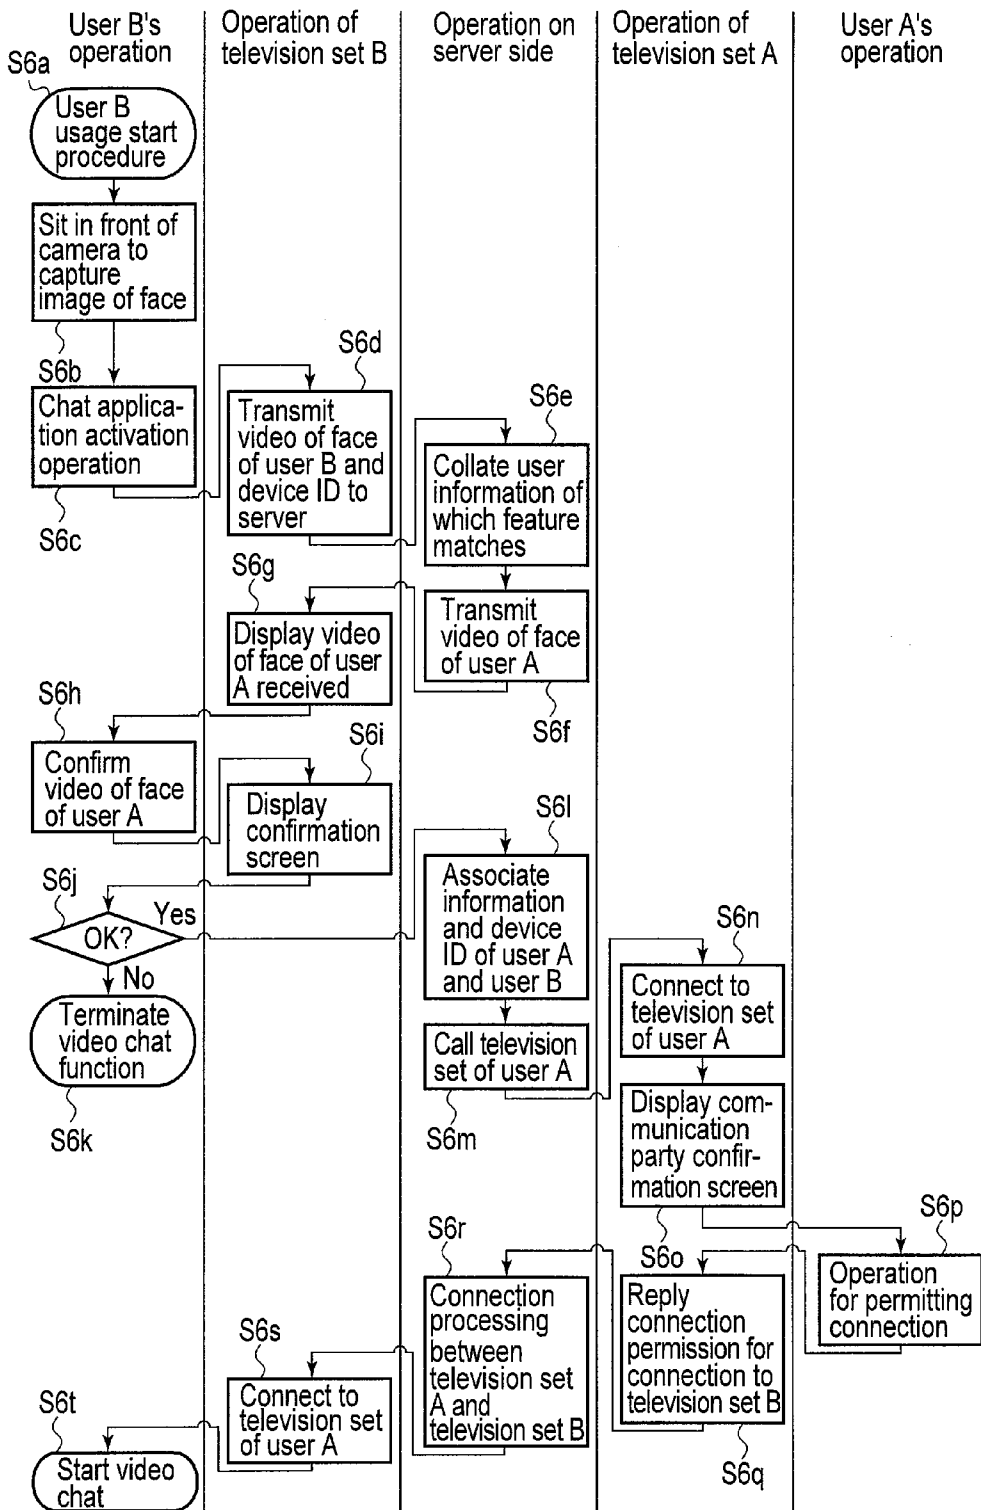 User B's
operation
Operation of
television set B
Operation on
server side
Operation of
television set A
User A's
operation
S6a
User B
usage start
procedure
Sit in front of
camera to
capture
image of face
S6b
Chat applica-
tion activation
operation
S6c
S6d
Transmit
video of face
of user B and
device ID to
server
S6e
Collate user
information of
which feature
matches
Transmit
video of face
of user A
S6f
S6g
Display video
of face of user
A received
S6h
Confirm
video of face
of user A
S6i
Display
confirmation
screen
S6j
OK?
Yes
No
Terminate
video chat
function
S6k
S6l
Associate
information
and device
ID of user A
and user B
Call television
set of user A
S6m
S6n
Connect to
television set
of user A
Display com-
munication
party confir-
mation screen
S6o
S6p
Operation
for permitting
connection
Reply
connection
permission for
connection to
television set B
S6q
S6r
Connection
processing
between
television set
A and
television set B
S6s
Connect to
television set
of user A
S6t
Start video
chat